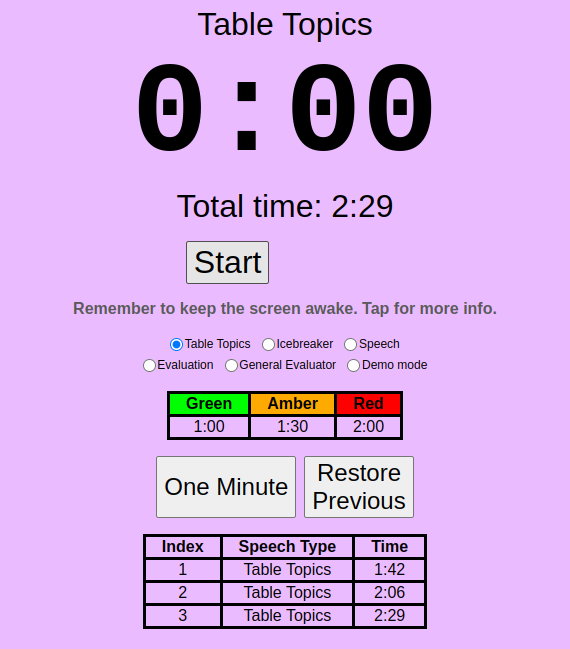 Table Topics
0:00
Total time: 2:29
Start
Remember to keep the screen awake. Tap for more info.
Table Topics Icebreaker Speech
Evaluation General Evaluator Demo mode
Green Amber Red
1:00 1:30 2:00
One Minute
Restore
Previous
Index Speech Type Time
1 Table Topics 1:42
2 Table Topics 2:06
3 Table Topics 2:29